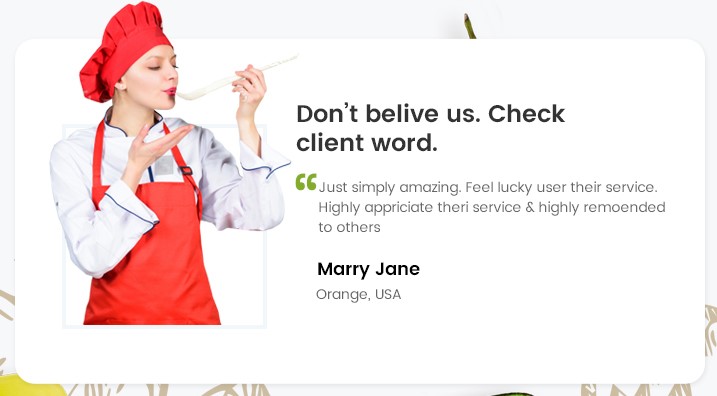 Don't belive us. Check
client word.
“Just simply amazing. Feel lucky user their service.
Highly appriciate theri service & highly remoended
to others
Marry Jane
Orange, USA